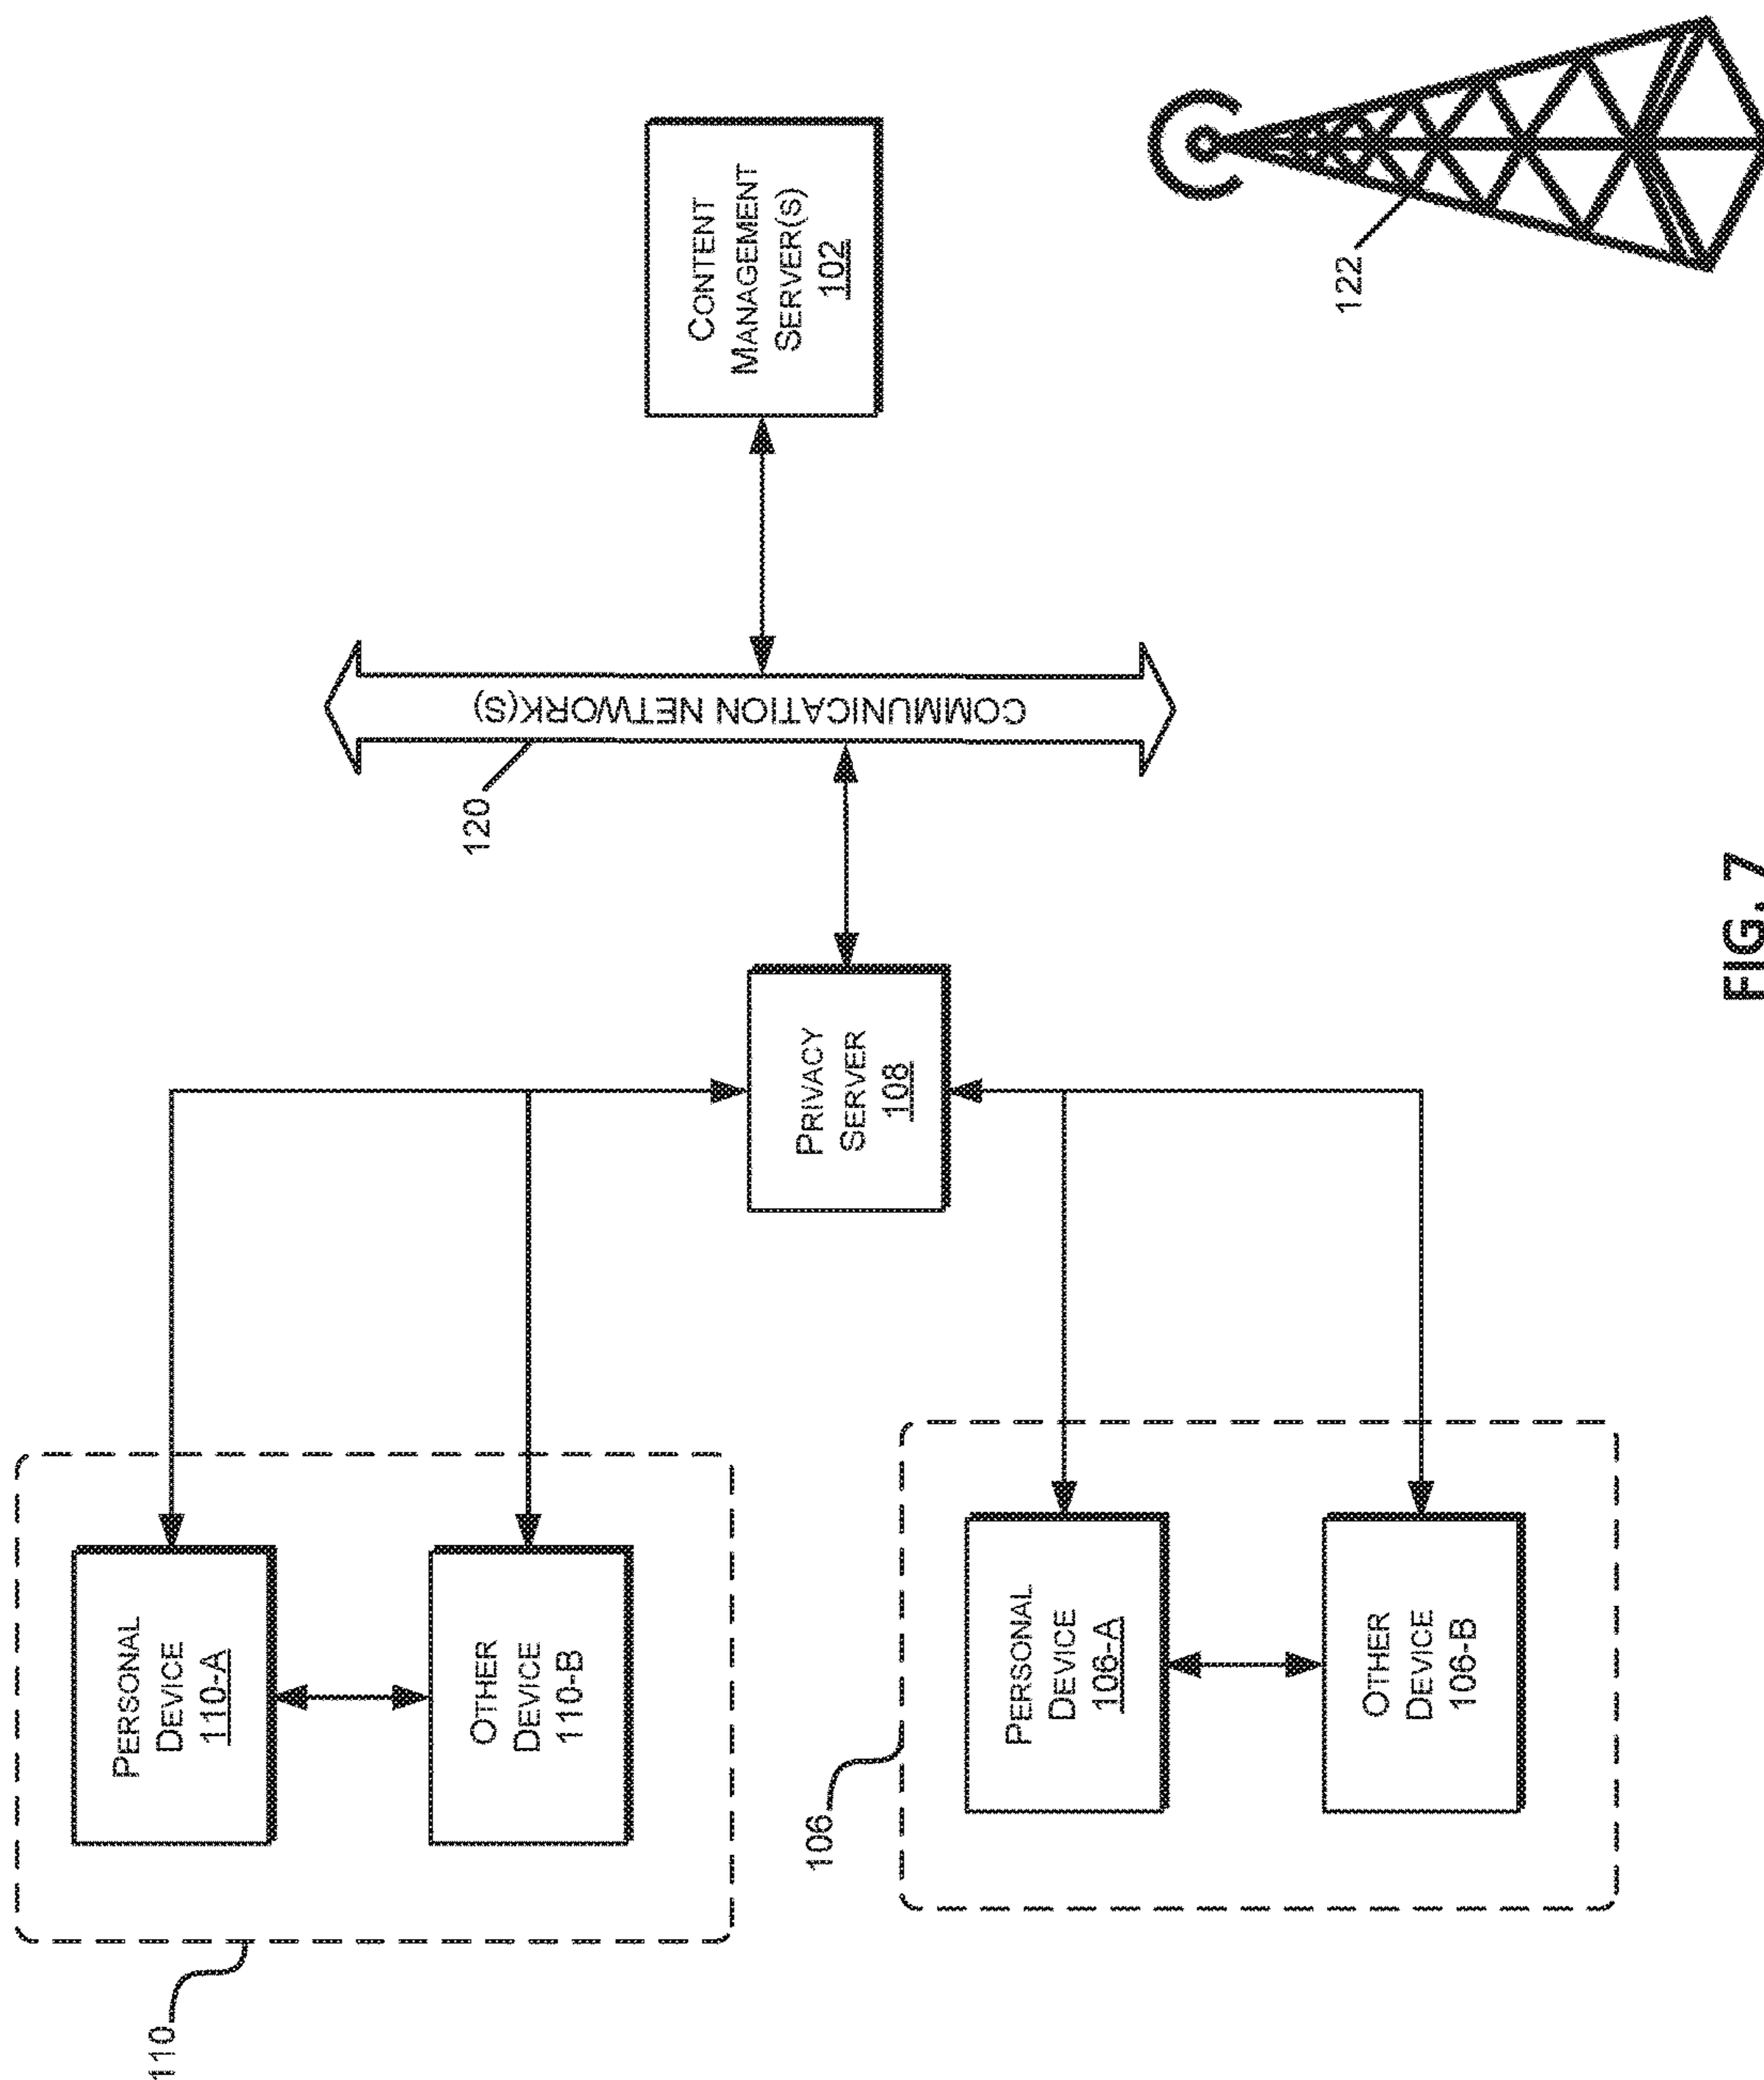 110
PERSONAL
DEVICE
110-A
OTHER
DEVICE
110-B
106
PERSONAL
DEVICE
106-A
OTHER
DEVICE
106-B
PRIVACY
SERVER
108
120
COMMUNICATION NETWORK(S)
CONTENT
MANAGEMENT
SERVER(S)
102
122
FIG. 7